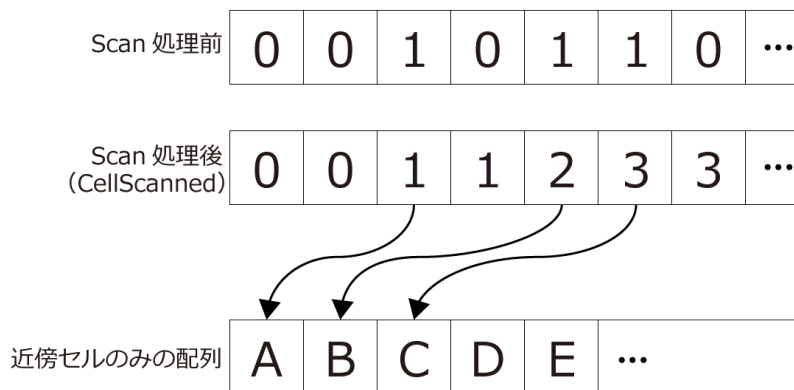 Scan 処理前 0 0 1 0 1 1 0 …
Scan 処理後
（CellScanned） 0 0 1 1 2 3 3 …
近傍セルのみの配列 A B C D E …